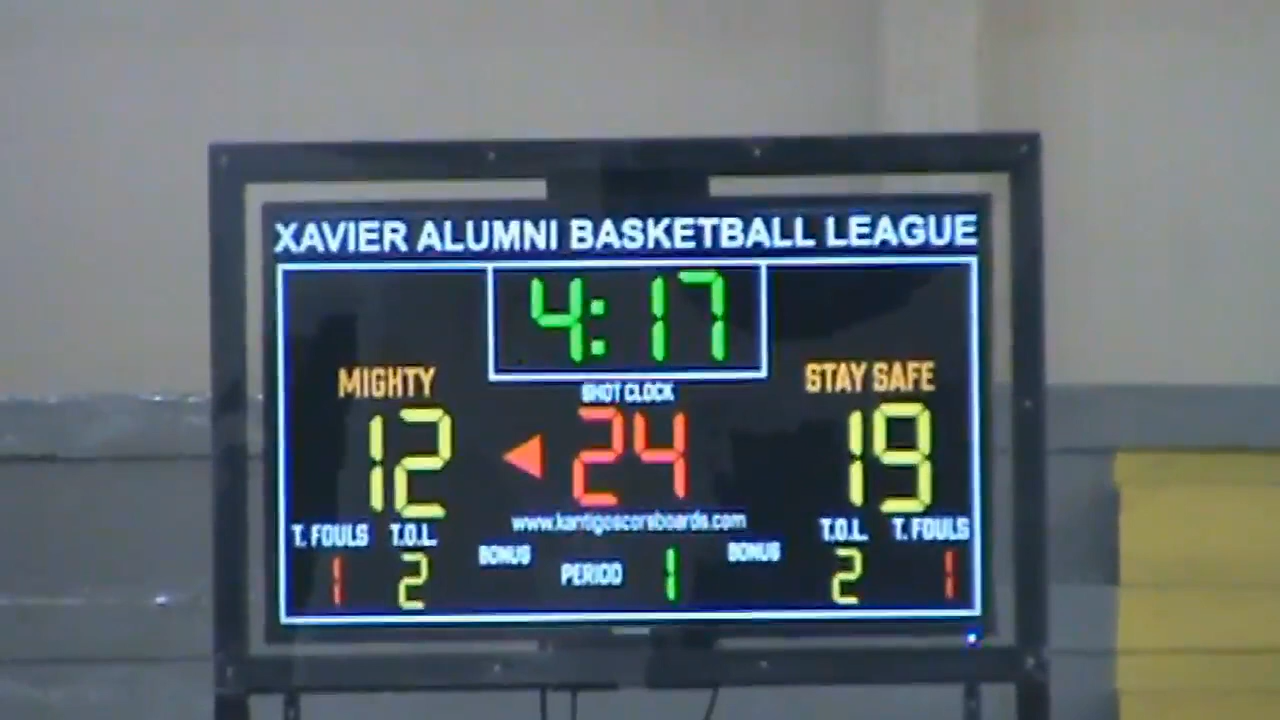 XAVIER ALUMNI BASKETBALL LEAGUE
4:17
MIGHTY
STAY SAFE
SHOT CLOCK
12
24
19
www.kantigoscoreboards.com
T. FOULS T.O.L.
T.O.L. T. FOULS
BONUS
BONUS
1 2
PERIOD 1
2 1